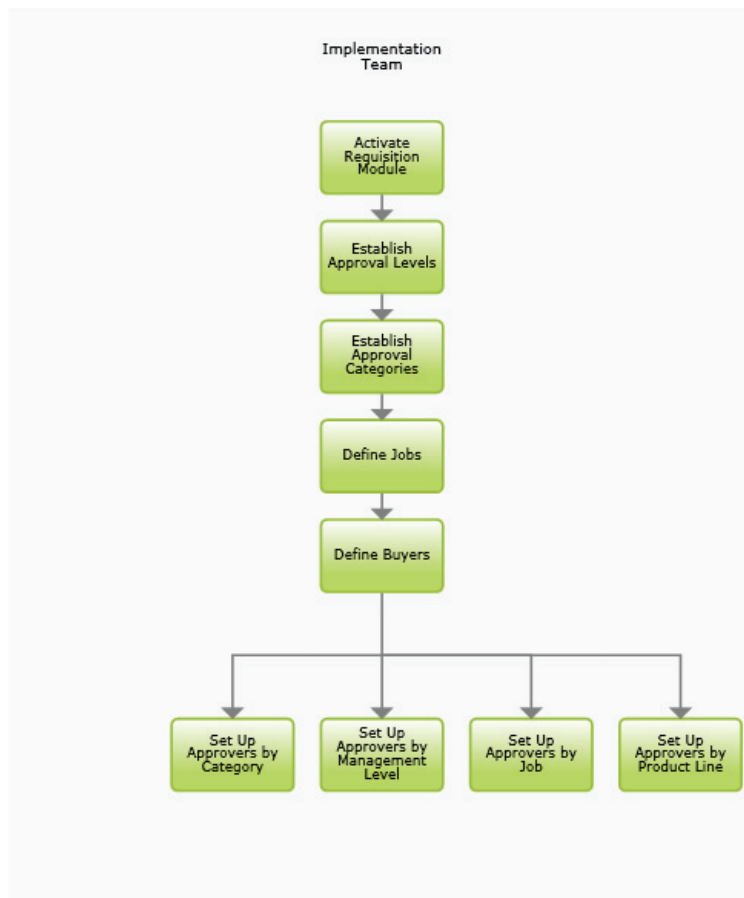 Implementation
Team
Activate
Requisition
Module
Establish
Approval Levels
Establish
Approval
Categories
Define Jobs
Define Buyers
Set Up
Approvers by
Category
Set Up
Approvers by
Management
Level
Set Up
Approvers by
Job
Set Up
Approvers by
Product Line